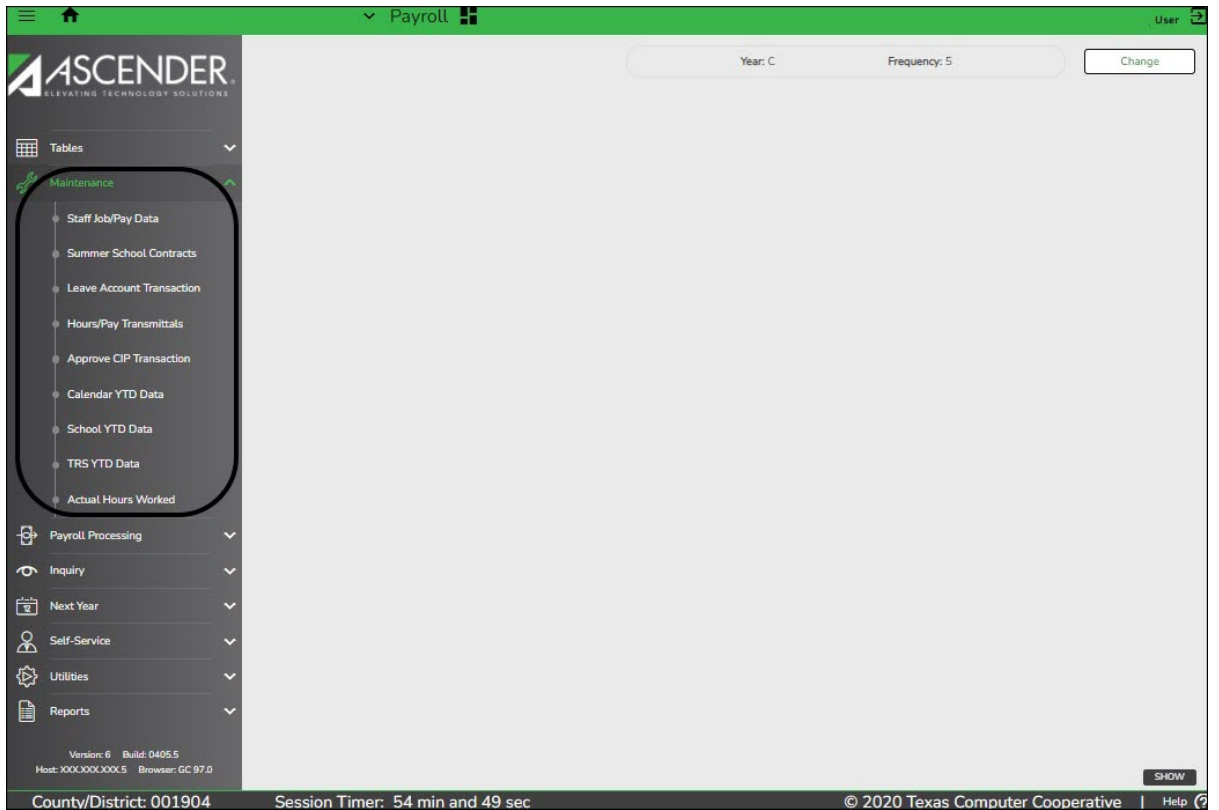 Payroll
User
ASCENDER.
ELEVATING TECHNOLOGY SOLUTIONS
Year: C Frequency: 5 Change
Tables
Maintenance
Staff Job/Pay Data
Summer School Contracts
Leave Account Transaction
Hours/Pay Transmittals
Approve CIP Transaction
Calendar YTD Data
School YTD Data
TRS YTD Data
Actual Hours Worked
Payroll Processing
Inquiry
12
Next Year
Self-Service
Utilities
Reports
Version: 6 Build: 0405.5
Host: XXX.XXX.XXX.5 Browser: GC 97.0
SHOW
County/District: 001904 Session Timer: 54 min and 49 sec © 2020 Texas Computer Cooperative | Help ?